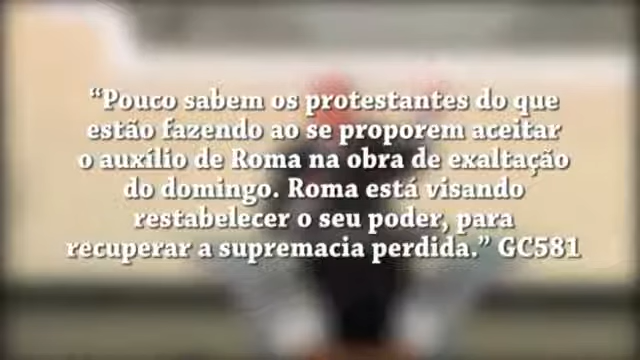 “Pouco sabem os protestantes do que
estão fazendo ao se proporem aceitar
o auxílio de Roma na obra de exaltação
do domingo. Roma está visando
restabelecer o seu poder, para
recuperar a supremacia perdida.” GC581